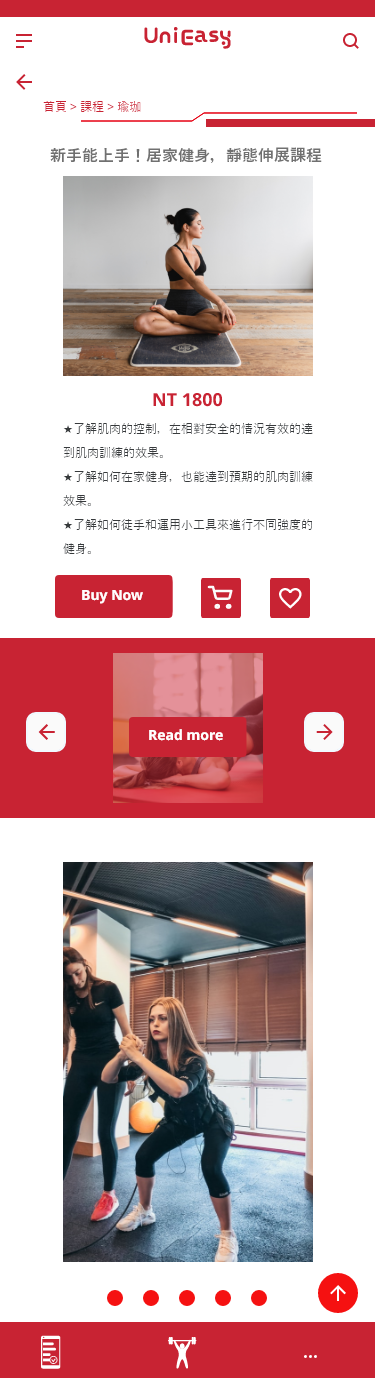 UniEasy
首頁 > 課程 > 瑜珈
新手能上手！居家健身，靜態伸展課程
NT 1800
★了解肌肉的控制，在相對安全的情況有效的達
到肌肉訓練的效果。
★了解如何在家健身，也能達到預期的肌肉訓練
效果。
★了解如何徒手和運用小工具來進行不同強度的
健身。
Buy Now
Read more